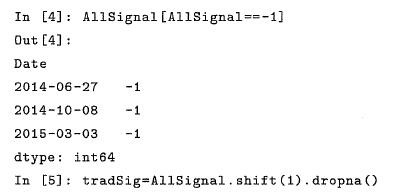 In [4]: AllSignal[AllSignal==-1]
Out[4]:
Date
2014-06-27   -1
2014-10-08   -1
2015-03-03   -1
dtype: int64
In [5]: tradSig=AllSignal.shift(1).dropna()